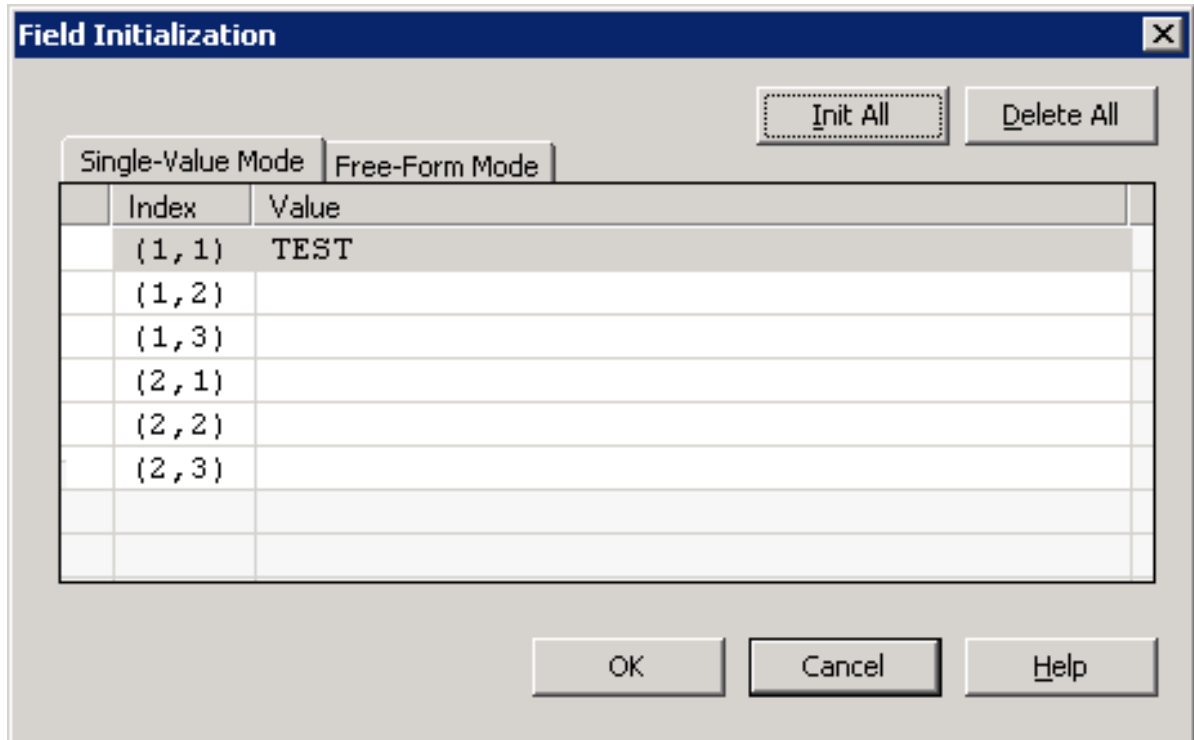 Field Initialization
Init All Delete All
Single-Value Mode Free-Form Mode
Index Value
(1,1) TEST
(1,2)
(1,3)
(2,1)
(2,2)
(2,3)
OK Cancel Help